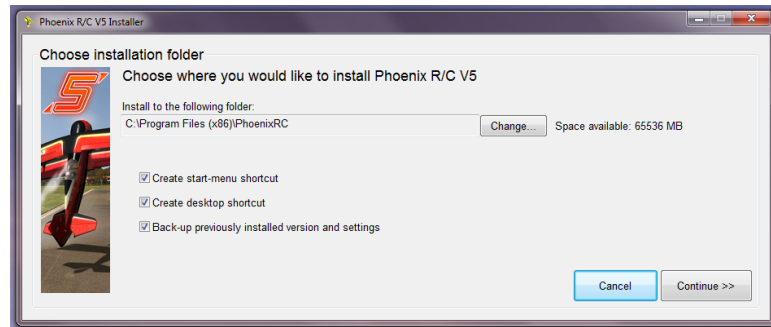 Phoenix R/C V5 Installer
Choose installation folder
Choose where you would like to install Phoenix R/C V5
Install to the following folder:
C:\Program Files (x86)\PhoenixRC
Change...
Space available: 65536 MB
Create start-menu shortcut
Create desktop shortcut
Back-up previously installed version and settings
Cancel
Continue >>
5